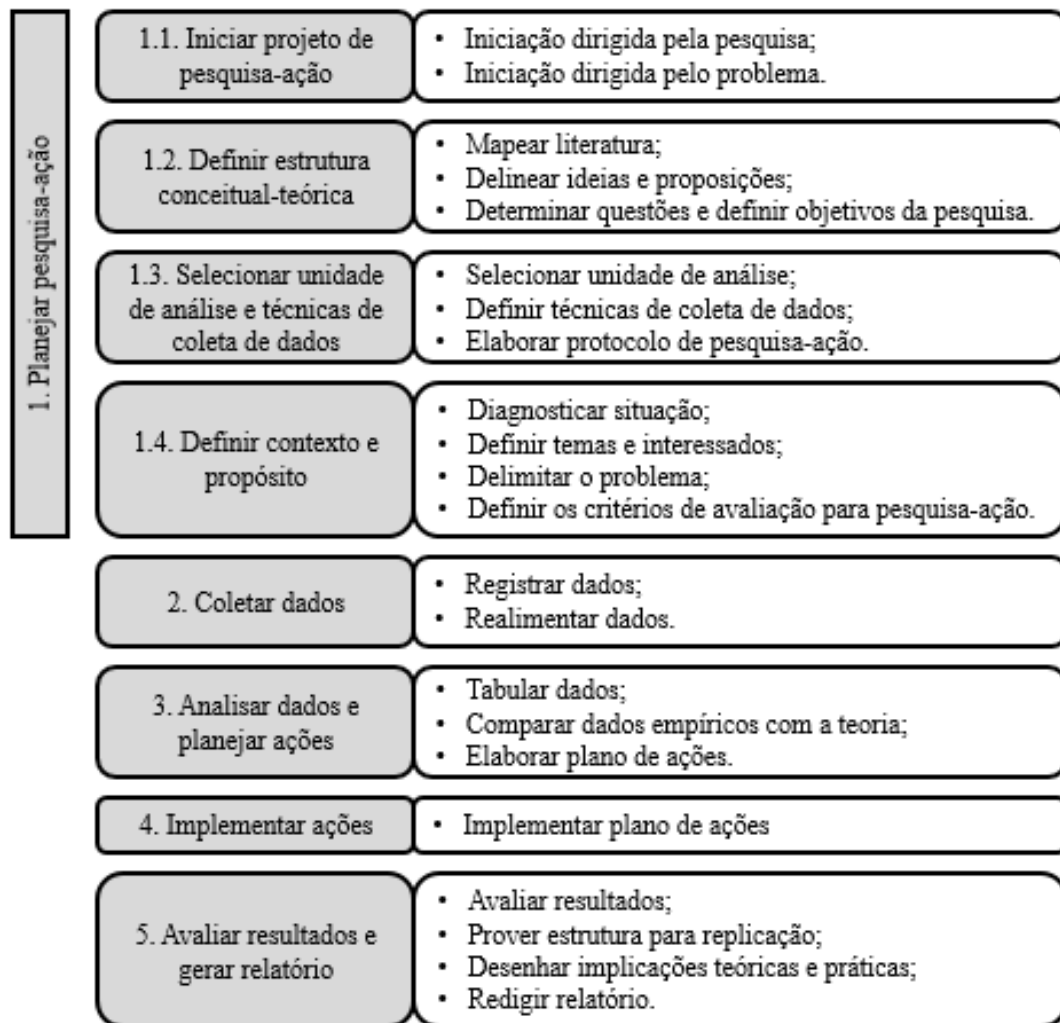 1. Planejar pesquisa-ação
1.1. Iniciar projeto de
pesquisa-ação
• Iniciação dirigida pela pesquisa;
• Iniciação dirigida pelo problema.
1.2. Definir estrutura
conceitual-teórica
• Mapear literatura;
• Delinear ideias e proposições;
• Determinar questões e definir objetivos da pesquisa.
1.3. Selecionar unidade
de análise e técnicas de
coleta de dados
• Selecionar unidade de análise;
• Definir técnicas de coleta de dados;
• Elaborar protocolo de pesquisa-ação.
1.4. Definir contexto e
propósito
• Diagnosticar situação;
• Definir temas e interessados;
• Delimitar o problema;
• Definir os critérios de avaliação para pesquisa-ação.
2. Coletar dados
• Registrar dados;
• Realimentar dados.
3. Analisar dados e
planejar ações
• Tabular dados;
• Comparar dados empíricos com a teoria;
• Elaborar plano de ações.
4. Implementar ações
• Implementar plano de ações
5. Avaliar resultados e
gerar relatório
• Avaliar resultados;
• Prover estrutura para replicação;
• Desenhar implicações teóricas e práticas;
• Redigir relatório.